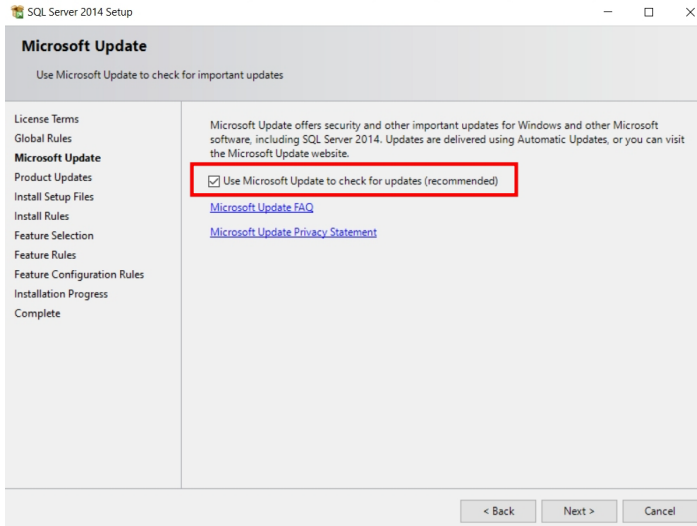 SQL Server 2014 Setup
Microsoft Update
Use Microsoft Update to check for important updates
License Terms
Global Rules
Microsoft Update
Product Updates
Install Setup Files
Install Rules
Feature Selection
Feature Rules
Feature Configuration Rules
Installation Progress
Complete
Microsoft Update offers security and other important updates for Windows and other Microsoft
software, including SQL Server 2014. Updates are delivered using Automatic Updates, or you can visit
the Microsoft Update website.
Use Microsoft Update to check for updates (recommended)
Microsoft Update FAQ
Microsoft Update Privacy Statement
< Back
Next >
Cancel